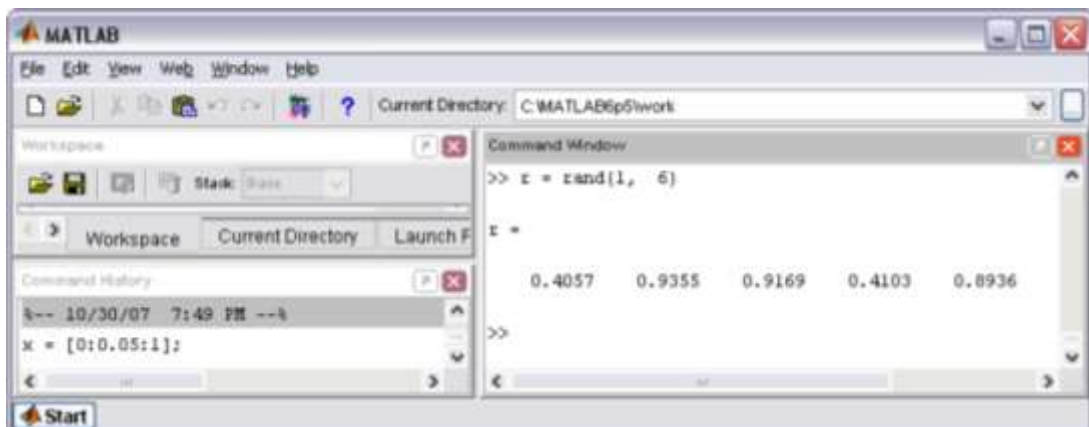 MATLAB
File Edit View Web Window Help
? Current Directory: C:\MATLAB6p5\work
Workspace
Stack: Base
Workspace Current Directory Launch P
Command History
%-- 10/30/07 7:49 PM --%
x = [0:0.05:1];
Command Window
>> r = rand(1, 6)
r =
0.4057 0.9355 0.9169 0.4103 0.8936
>>
Start